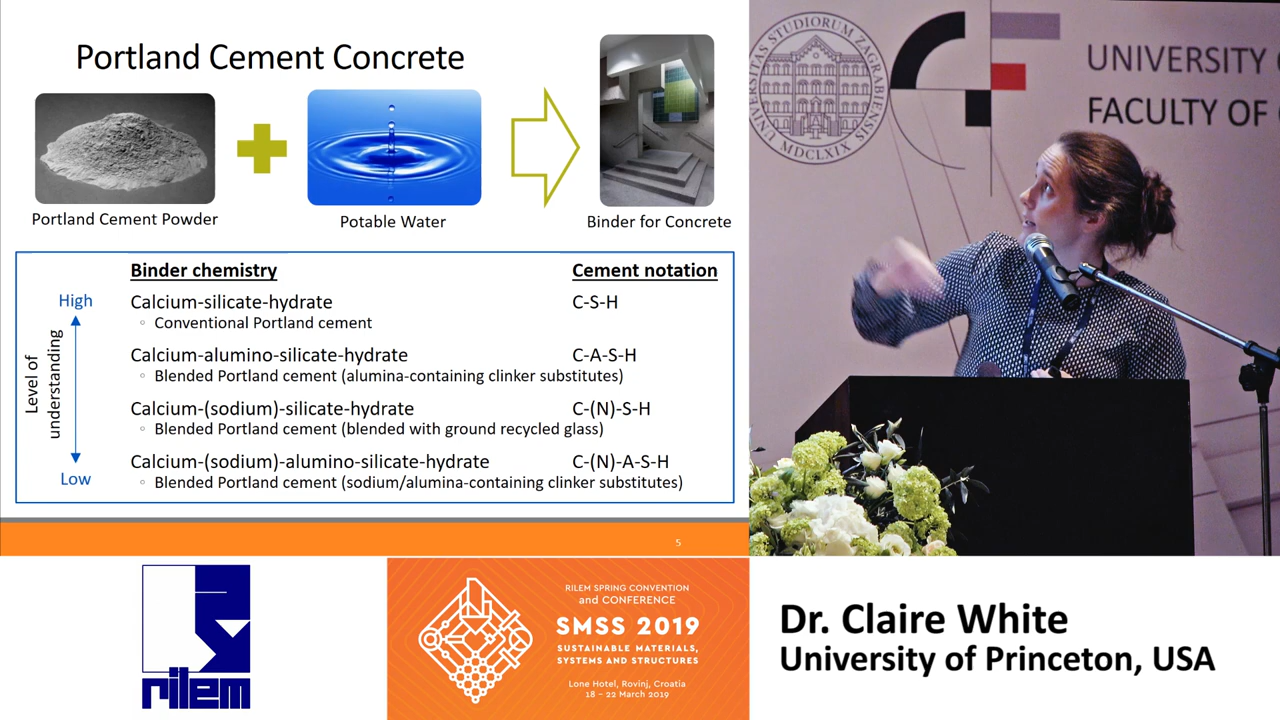 Portland Cement Concrete
Portland Cement Powder
Potable Water
Binder for Concrete
Binder chemistry
Cement notation
High
Level of
understanding
Low
Calcium-silicate-hydrate
C-S-H
Conventional Portland cement
Calcium-alumino-silicate-hydrate
C-A-S-H
Blended Portland cement (alumina-containing clinker substitutes)
Calcium-(sodium)-silicate-hydrate
C-(N)-S-H
Blended Portland cement (blended with ground recycled glass)
Calcium-(sodium)-alumino-silicate-hydrate
C-(N)-A-S-H
Blended Portland cement (sodium/alumina-containing clinker substitutes)
5
UNIVERSITAS STUDIORUM ZAGRABIENSIS
MDCLXIX
UNIVERSITY
FACULTY OF
rilem
RILEM SPRING CONVENTION
and CONFERENCE
SMSS 2019
SUSTAINABLE MATERIALS,
SYSTEMS AND STRUCTURES
Lone Hotel, Rovinj, Croatia
18 – 22 March 2019
Dr. Claire White
University of Princeton, USA